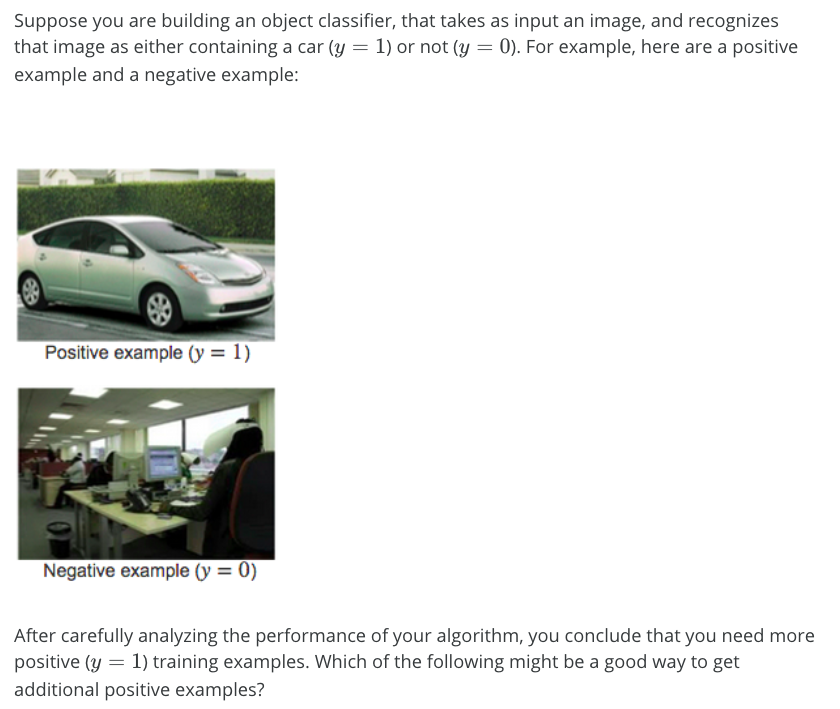 Suppose you are building an object classifier, that takes as input an image, and recognizes
that image as either containing a car (y = 1) or not (y = 0). For example, here are a positive
example and a negative example:
Positive example (y = 1)
Negative example (y = 0)
After carefully analyzing the performance of your algorithm, you conclude that you need more
positive (y = 1) training examples. Which of the following might be a good way to get
additional positive examples?